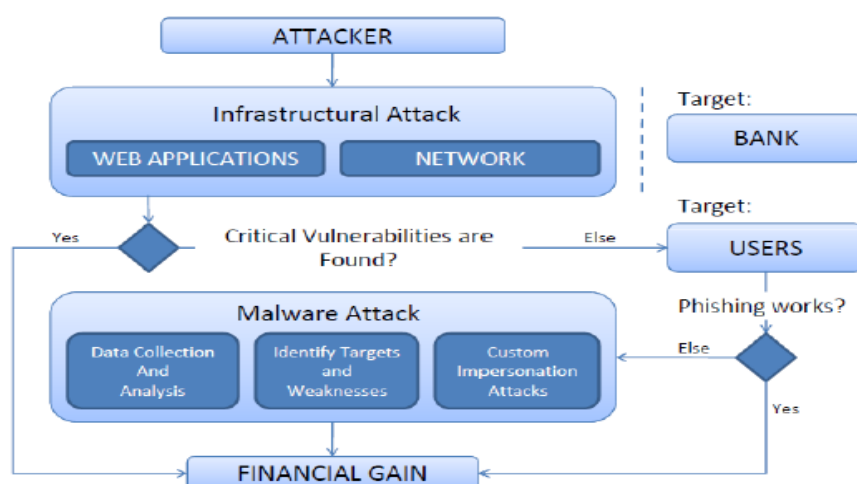 ATTACKER
Infrastructural Attack
WEB APPLICATIONS
NETWORK
Target:
BANK
Target:
USERS
Yes
Critical Vulnerabilities are
Found?
Else
Phishing works?
Malware Attack
Data Collection
And
Analysis
Identify Targets
and
Weaknesses
Custom
Impersonation
Attacks
Else
Yes
FINANCIAL GAIN